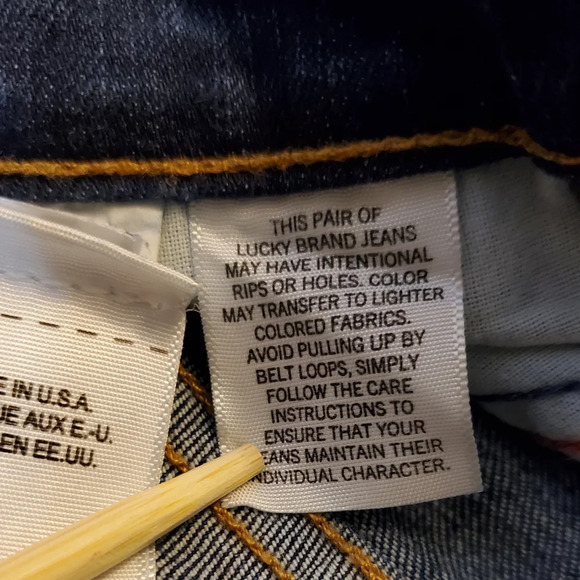 THIS PAIR OF
LUCKY BRAND JEANS
MAY HAVE INTENTIONAL
RIPS OR HOLES. COLOR
MAY TRANSFER TO LIGHTER
COLORED FABRICS.
AVOID PULLING UP BY
BELT LOOPS, SIMPLY
FOLLOW THE CARE
INSTRUCTIONS TO
ENSURE THAT YOUR
EANS MAINTAIN THEIR
NDIVIDUAL CHARACTER.
E IN U.S.A.
UE AUX E.-U.
EN EE.UU.